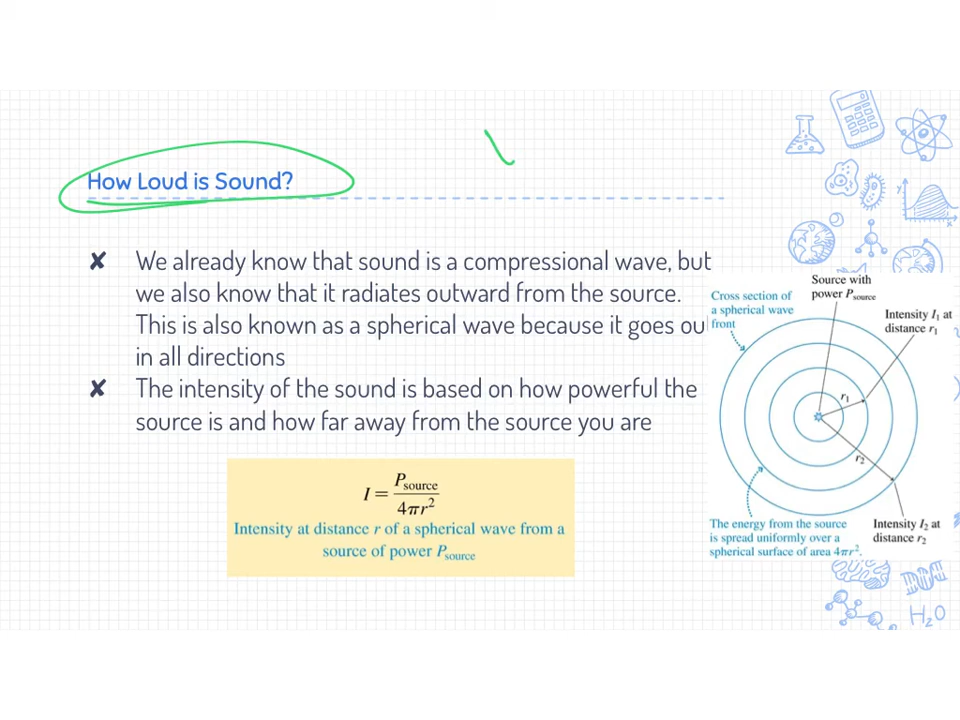 How Loud is Sound?
✘ We already know that sound is a compressional wave, but
we also know that it radiates outward from the source.
This is also known as a spherical wave because it goes ou
in all directions
✘ The intensity of the sound is based on how powerful the
source is and how far away from the source you are
I = P_source / 4πr²
Intensity at distance r of a spherical wave from a
source of power P_source
Source with
power P_source
Cross section of
a spherical wave
front
Intensity I₁ at
distance r₁
r₁
r₂
The energy from the source
is spread uniformly over a
spherical surface of area 4πr².
Intensity I₂ at
distance r₂
y
x
H₂O